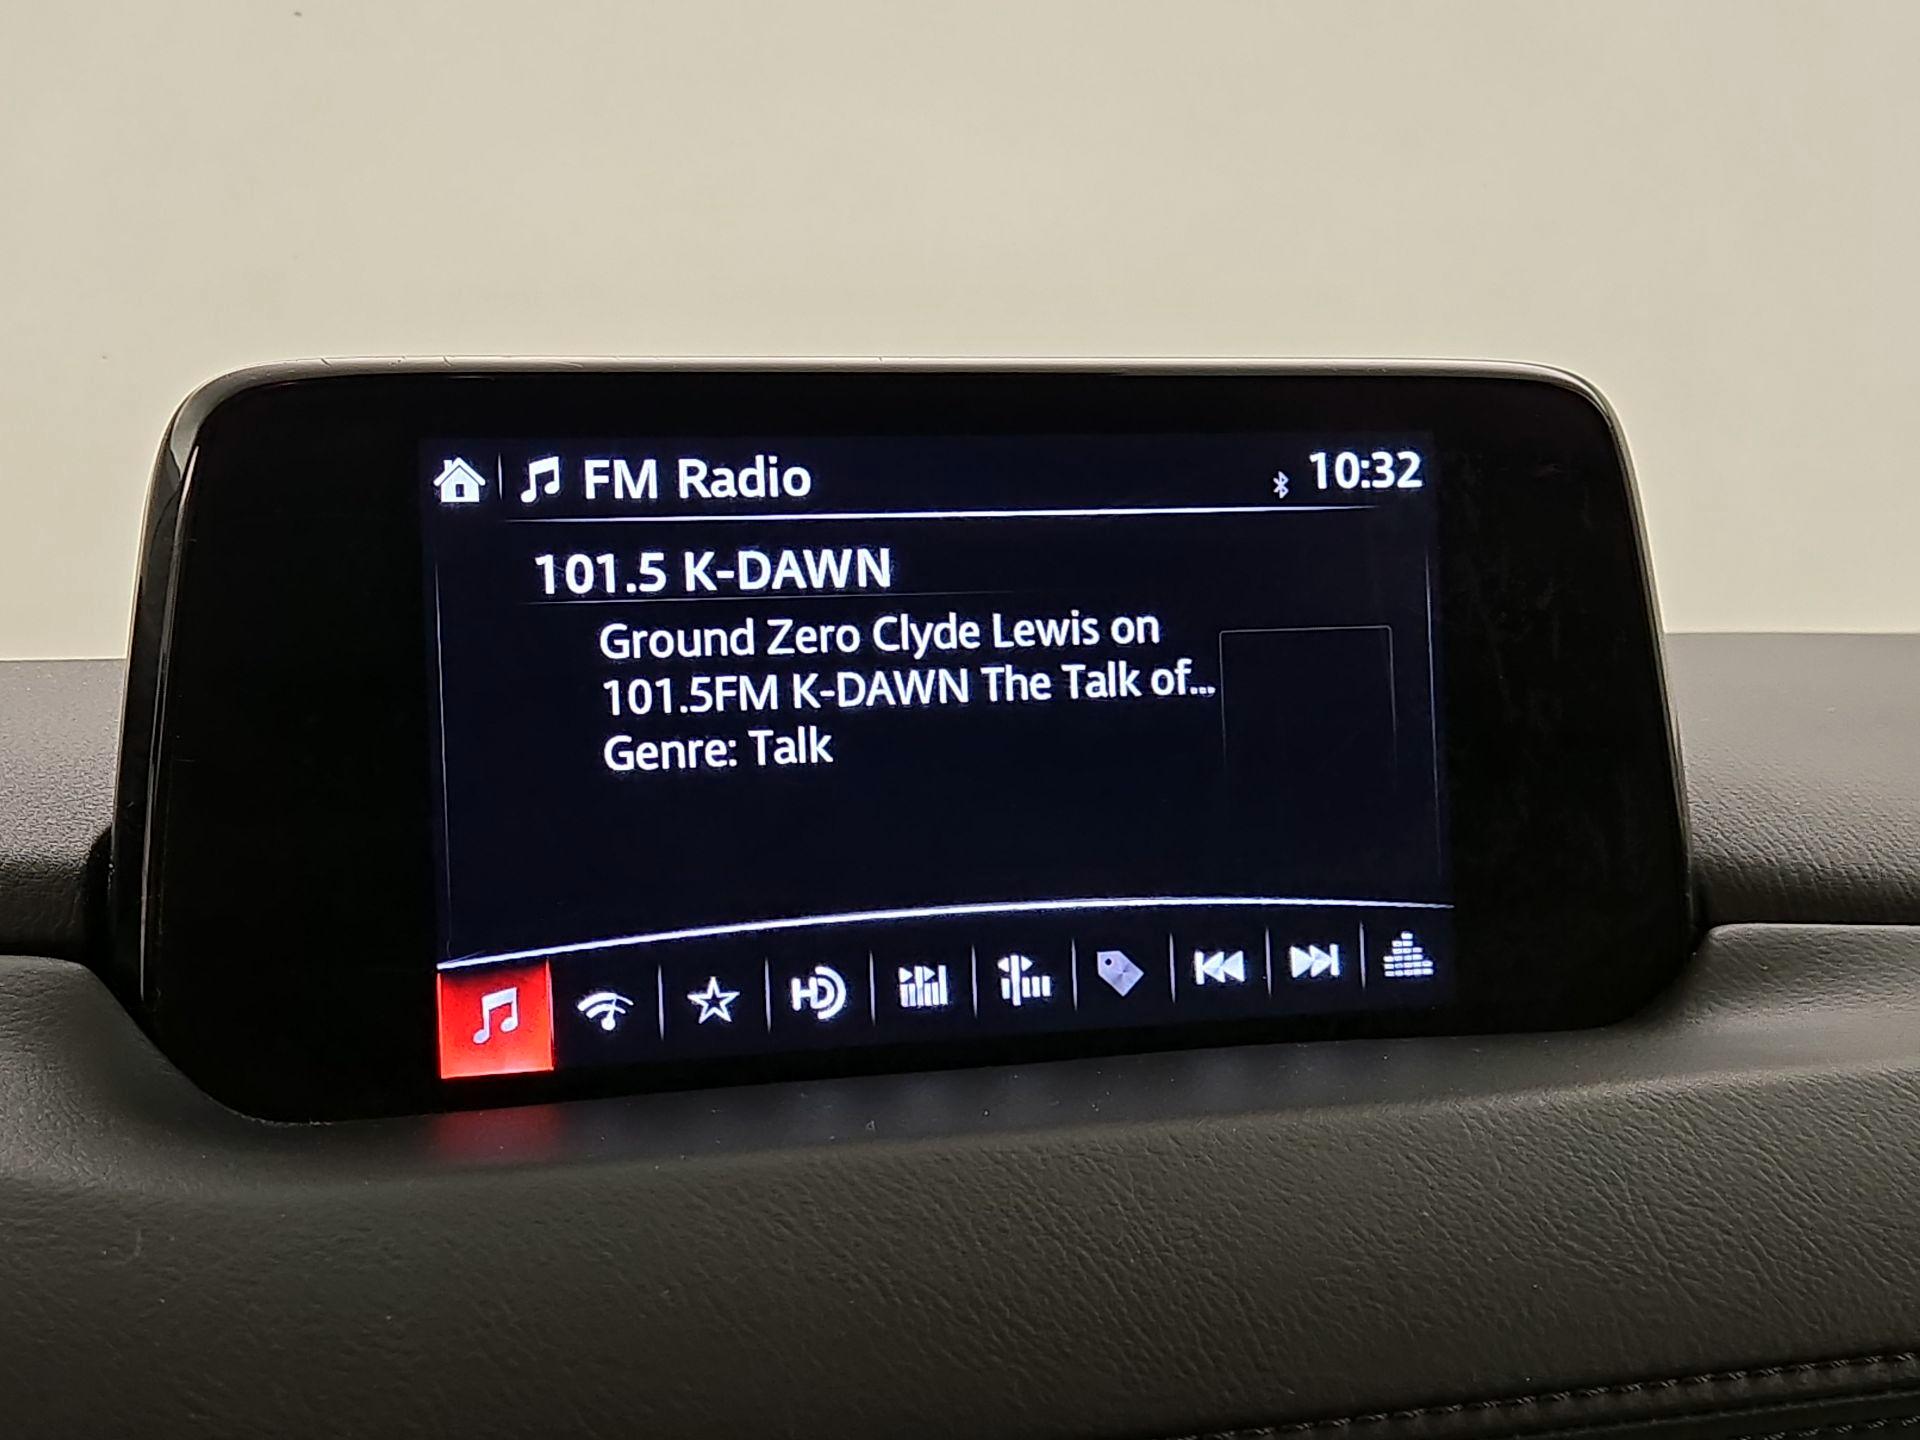 FM Radio 10:32
101.5 K-DAWN
Ground Zero Clyde Lewis on
101.5FM K-DAWN The Talk of...
Genre: Talk
HD